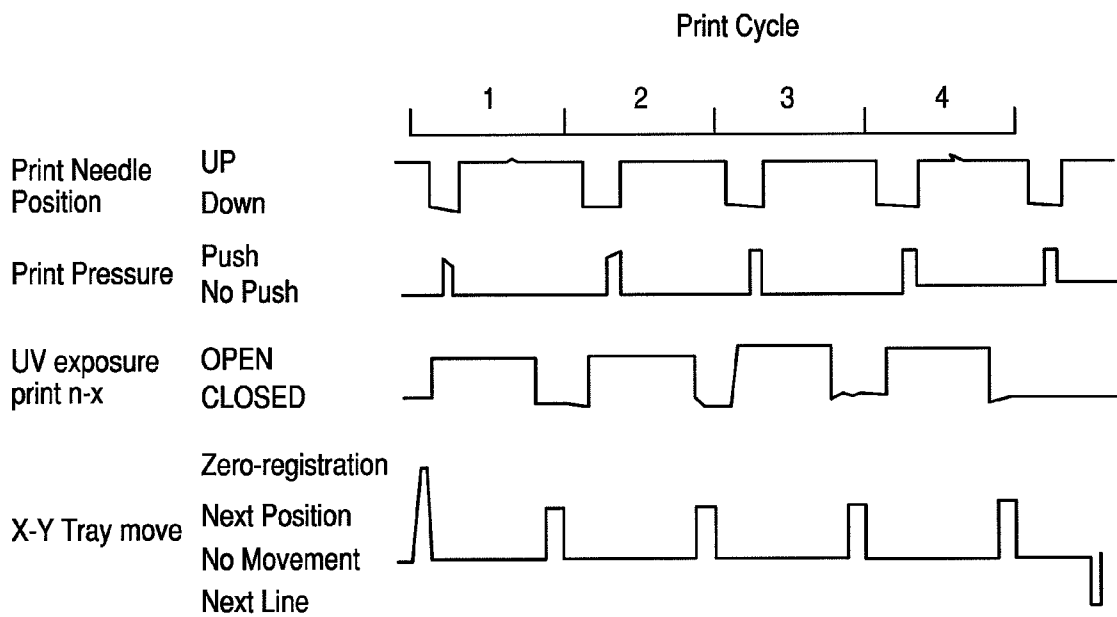 Print Cycle
1 2 3 4
Print Needle
Position
UP
Down
Print Pressure
Push
No Push
UV exposure
print n-x
OPEN
CLOSED
X-Y Tray move
Zero-registration
Next Position
No Movement
Next Line